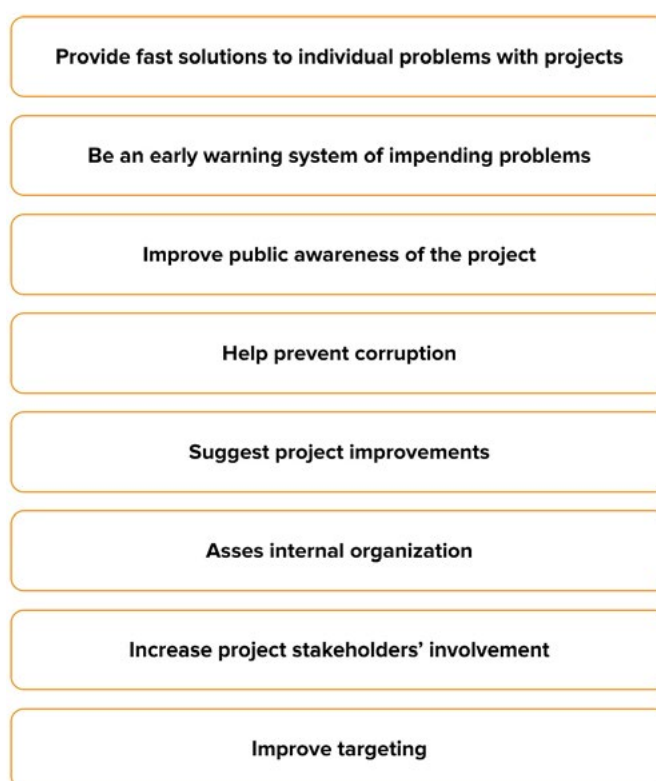 Provide fast solutions to individual problems with projects
Be an early warning system of impending problems
Improve public awareness of the project
Help prevent corruption
Suggest project improvements
Asses internal organization
Increase project stakeholders’ involvement
Improve targeting